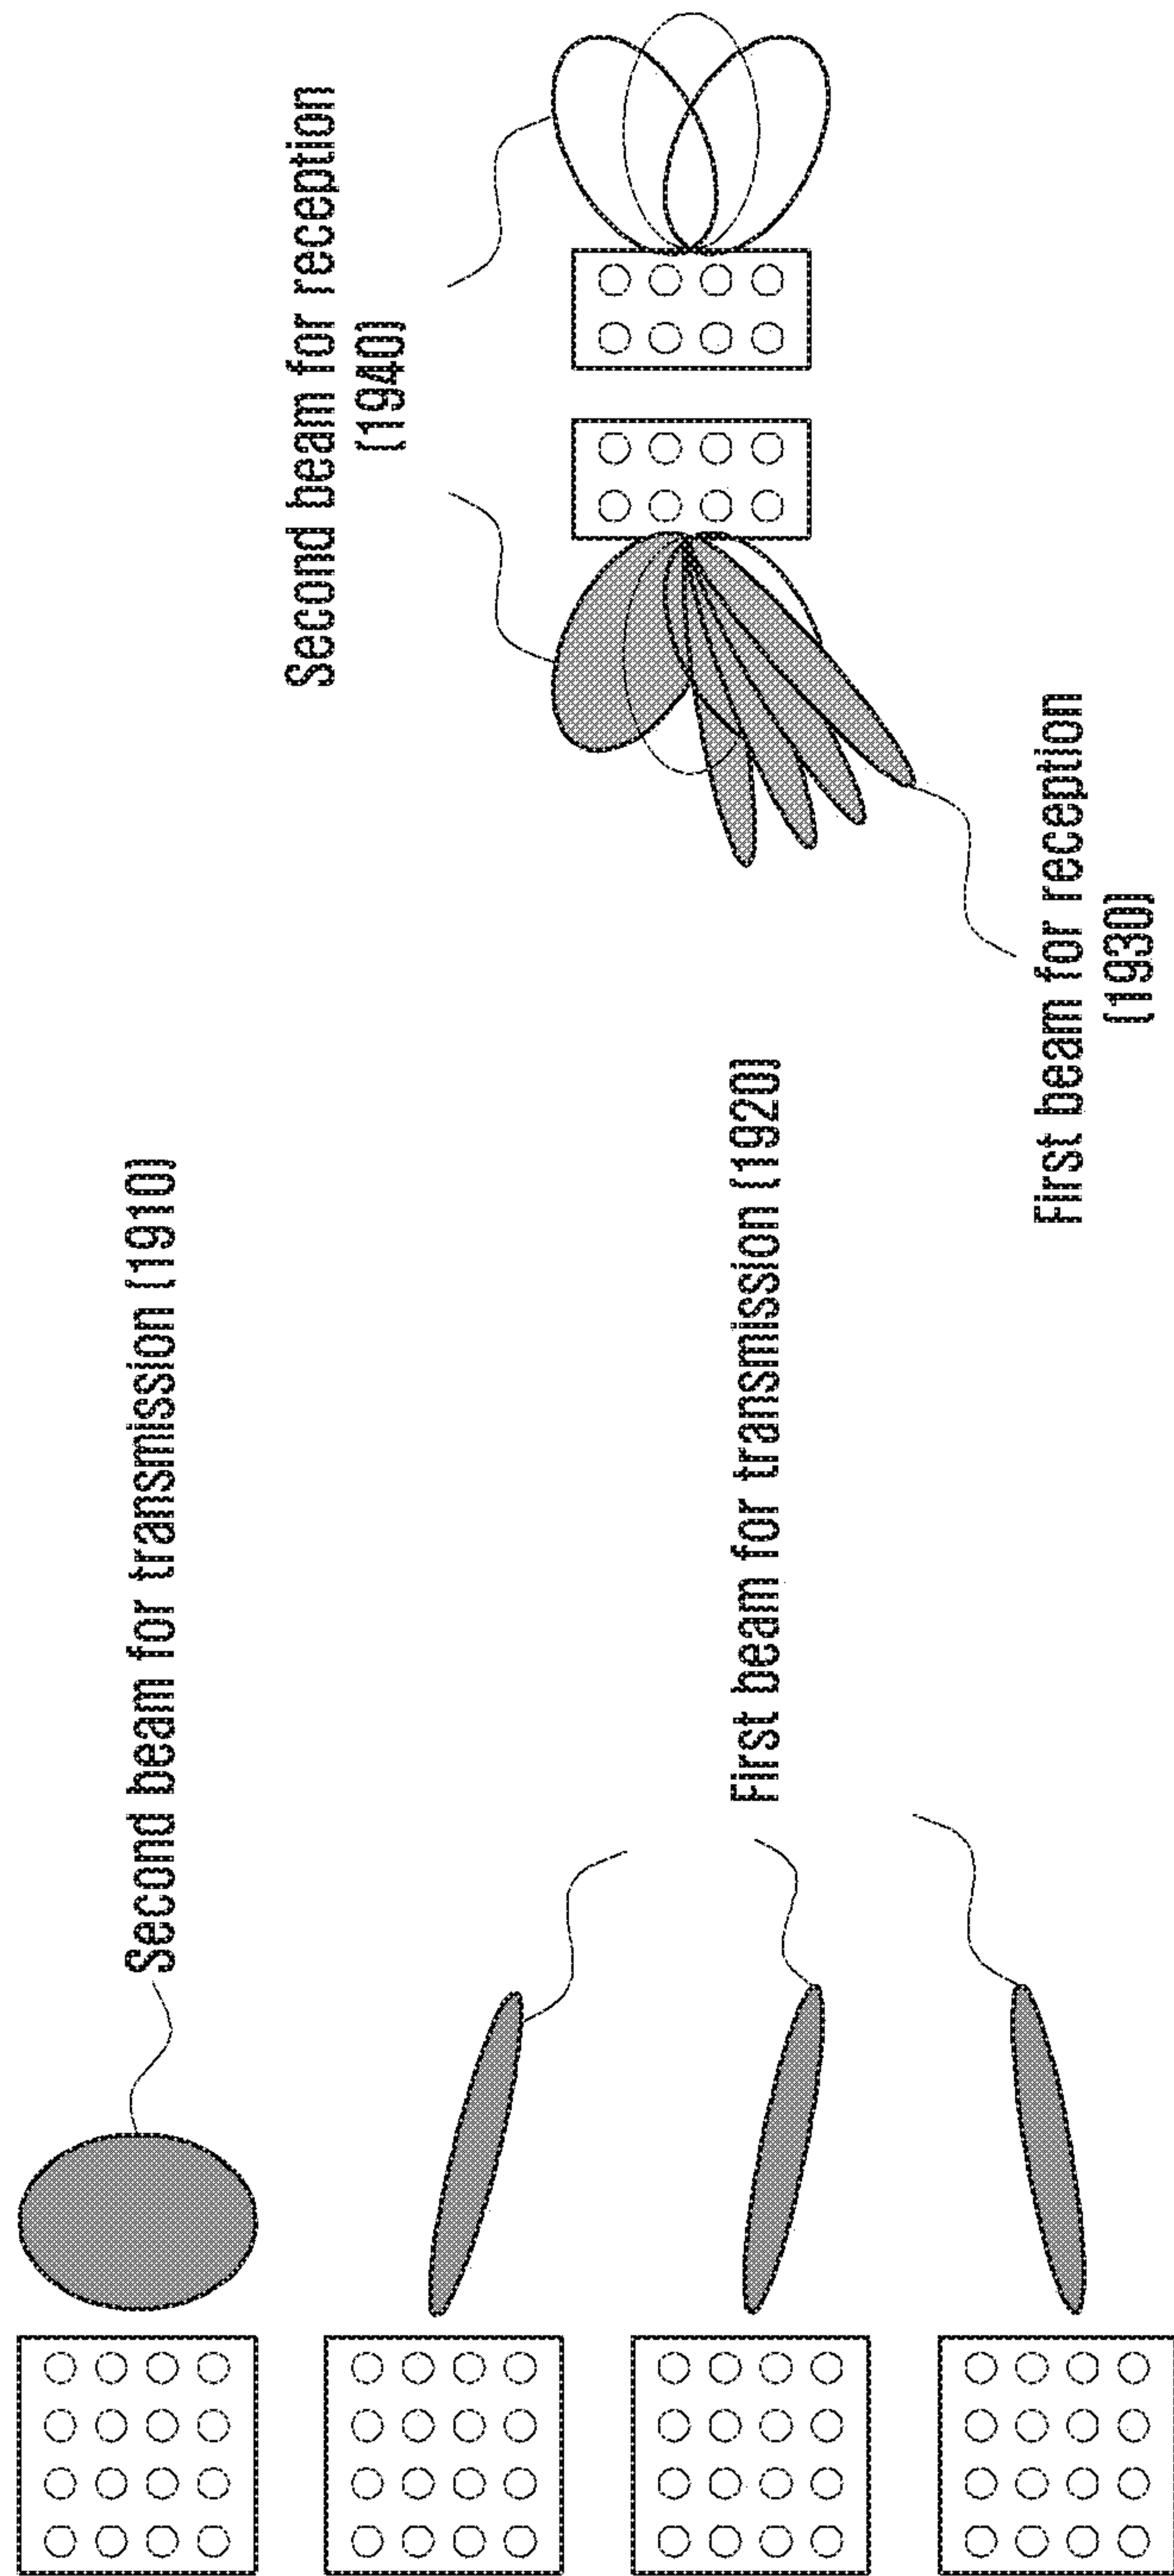 Second beam for transmission (1910)
First beam for transmission (1920)
Second beam for reception
(1940)
First beam for reception
(1930)